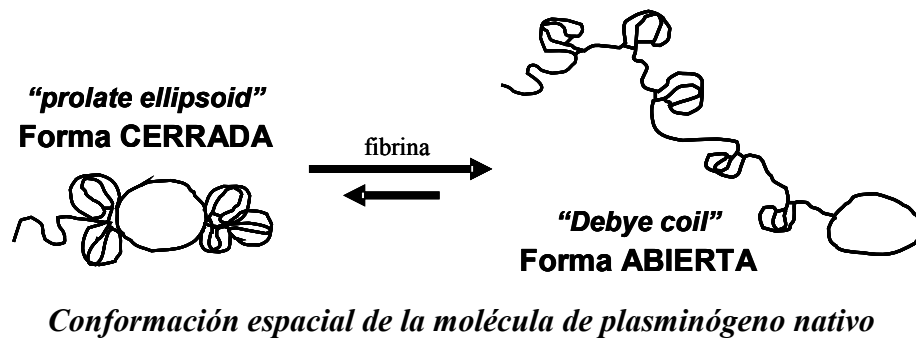 “prolate ellipsoid”
Forma CERRADA
fibrina
“Debye coil”
Forma ABIERTA
Conformación espacial de la molécula de plasminógeno nativo